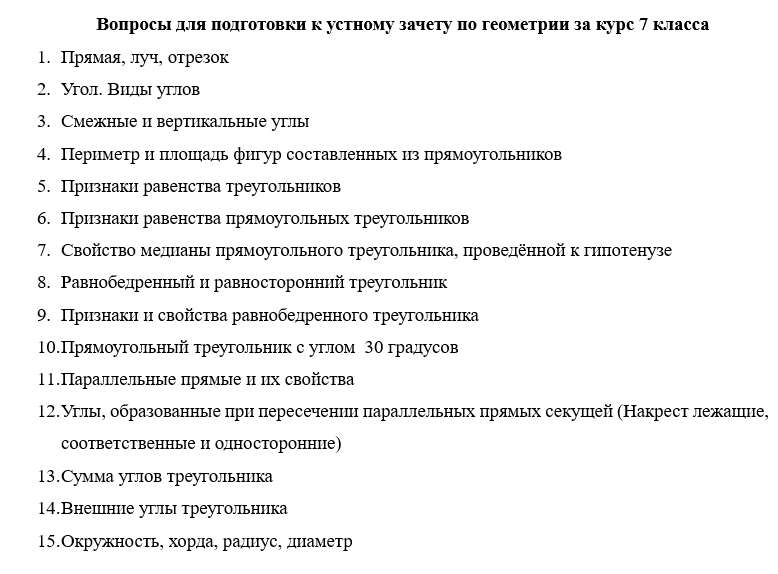 Вопросы для подготовки к устному зачету по геометрии за курс 7 класса
1. Прямая, луч, отрезок
2. Угол. Виды углов
3. Смежные и вертикальные углы
4. Периметр и площадь фигур составленных из прямоугольников
5. Признаки равенства треугольников
6. Признаки равенства прямоугольных треугольников
7. Свойство медианы прямоугольного треугольника, проведённой к гипотенузе
8. Равнобедренный и равносторонний треугольник
9. Признаки и свойства равнобедренного треугольника
10.Прямоугольный треугольник с углом  30 градусов
11.Параллельные прямые и их свойства
12.Углы, образованные при пересечении параллельных прямых секущей (Накрест лежащие,
соответственные и односторонние)
13.Сумма углов треугольника
14.Внешние углы треугольника
15.Окружность, хорда, радиус, диаметр